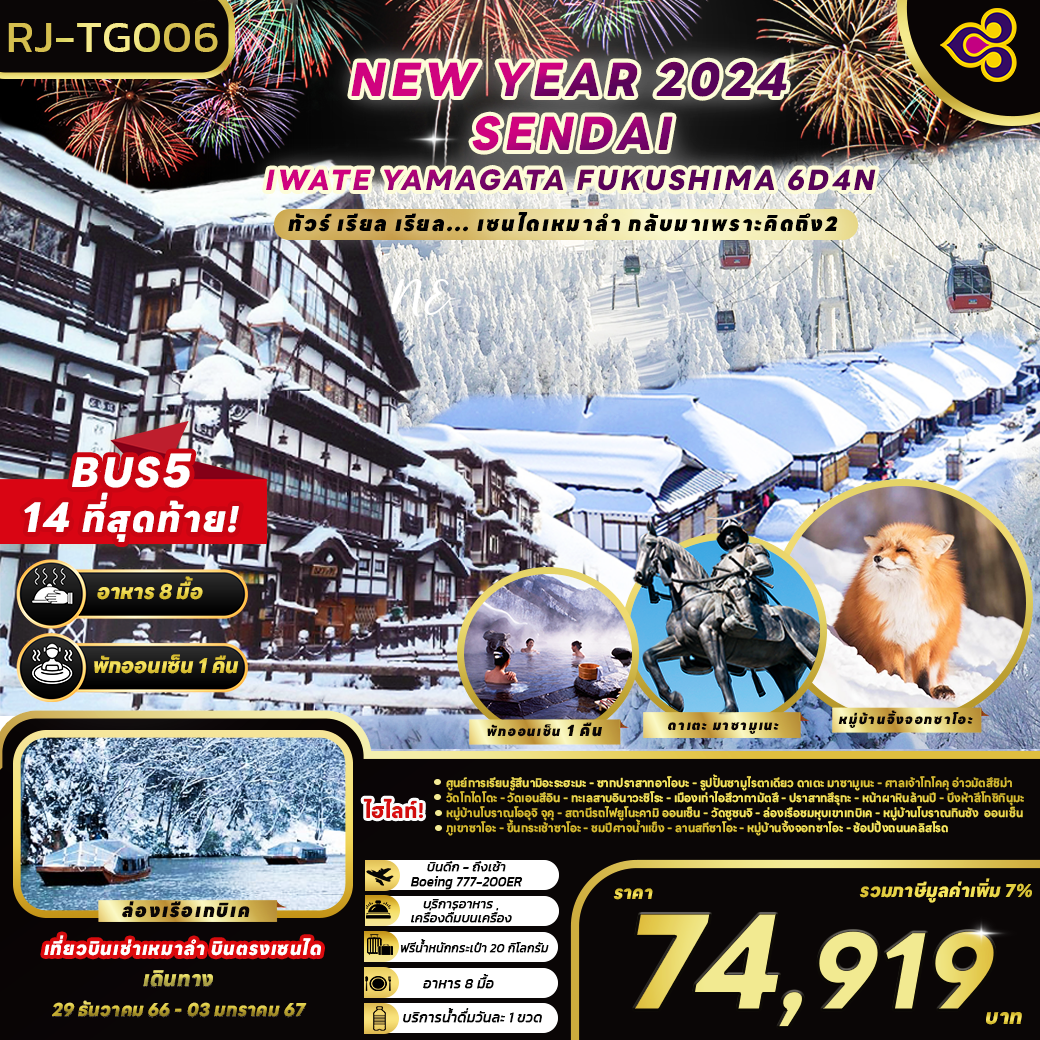 RJ-TG006
NEW YEAR 2024
SENDAI
IWATE YAMAGATA FUKUSHIMA 6D4N
ทัวร์ เรียล เรียล... เซนไดเหมาลำ กลับมาเพราะคิดถึง2
BUS5
14 ที่สุดท้าย!
อาหาร 8 มื้อ
พักออนเซ็น 1 คืน
พักออนเซ็น 1 คืน
ดาเตะ มาซามูเนะ
หมู่บ้านจิ้งจอกซาโอะ
ล่องเรือเกบิเค
เที่ยวบินเช่าเหมาลำ บินตรงเซนได
เดินทาง
29 ธันวาคม 66 - 03 มกราคม 67
ไฮไลท์!
• ศูนย์การเรียนรู้สึนามิอะระฮะมะ - ซากปราสาทอาโอบะ - รูปปั้นซามูไรตาเดียว ดาเตะ มาซามูเนะ - ศาลเจ้าโกโคคุ อ่าวมัตสึชิม่า
• วัดโกไดโดะ - วัดเอนสึอิน - ทะเลสาบอินาวะชิโระ - เมืองเก่าไอสึวากามัตสึ - ปราสาทสึรุกะ - หน้าผาหินล้านปี - บึงห้าสีโกชิกินูมะ
• หมู่บ้านโบราณโออุจิ จุคุ - สถานีรถไฟยูโนะคามิ ออนเซ็น - วัดชูซนจิ - ล่องเรือชมหุบเขาเกบิเค - หมู่บ้านโบราณกินซัง ออนเซ็น
• ภูเขาซาโอะ - ขึ้นกระเช้าซาโอะ - ชมปีศาจน้ำแข็ง - ลานสกีซาโอะ - หมู่บ้านจิ้งจอกซาโอะ - ช้อปปิ้งถนนคลิสโรด
บินดึก - ถึงเช้า
Boeing 777-200ER
บริการอาหาร
เครื่องดื่มบนเครื่อง
ฟรีน้ำหนักกระเป๋า 20 กิโลกรัม
อาหาร 8 มื้อ
บริการน้ำดื่มวันละ 1 ขวด
ราคา
รวมภาษีมูลค่าเพิ่ม 7%
74,919
บาท